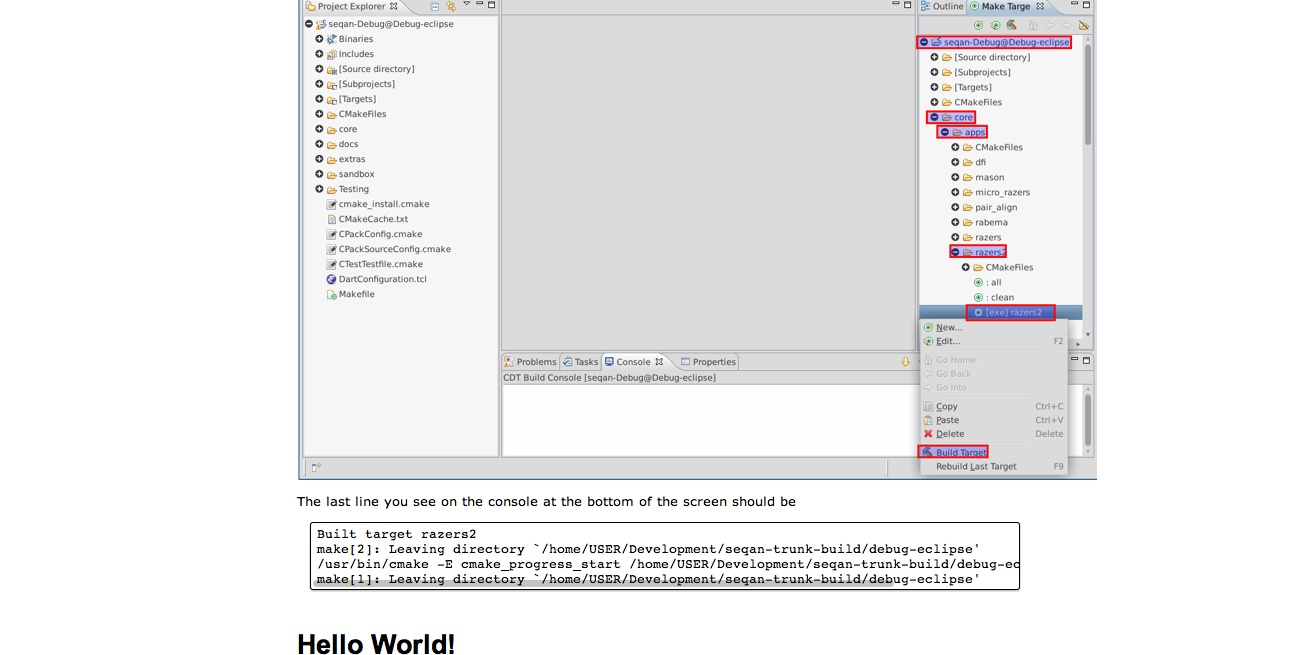 Project Explorer
seqan-Debug@Debug-eclipse
Binaries
Includes
[Source directory]
[Subprojects]
[Targets]
CMakeFiles
core
docs
extras
sandbox
Testing
cmake_install.cmake
CMakeCache.txt
CPackConfig.cmake
CPackSourceConfig.cmake
CTestTestfile.cmake
DartConfiguration.tcl
Makefile
Problems Tasks Console Properties
CDT Build Console [seqan-Debug@Debug-eclipse]
Outline Make Targe
seqan-Debug@Debug-eclipse
[Source directory]
[Subprojects]
[Targets]
CMakeFiles
core
apps
CMakeFiles
dfi
mason
micro_razers
pair_align
rabema
razers
razers2
CMakeFiles
: all
: clean
[exe] razers2
New...
Edit... F2
Go Home
Go Back
Go Into
Copy Ctrl+C
Paste Ctrl+V
Delete Delete
Build Target
Rebuild Last Target F9
The last line you see on the console at the bottom of the screen should be
Built target razers2
make[2]: Leaving directory `/home/USER/Development/seqan-trunk-build/debug-eclipse'
/usr/bin/cmake -E cmake_progress_start /home/USER/Development/seqan-trunk-build/debug-ec
make[1]: Leaving directory `/home/USER/Development/seqan-trunk-build/debug-eclipse'
Hello World!